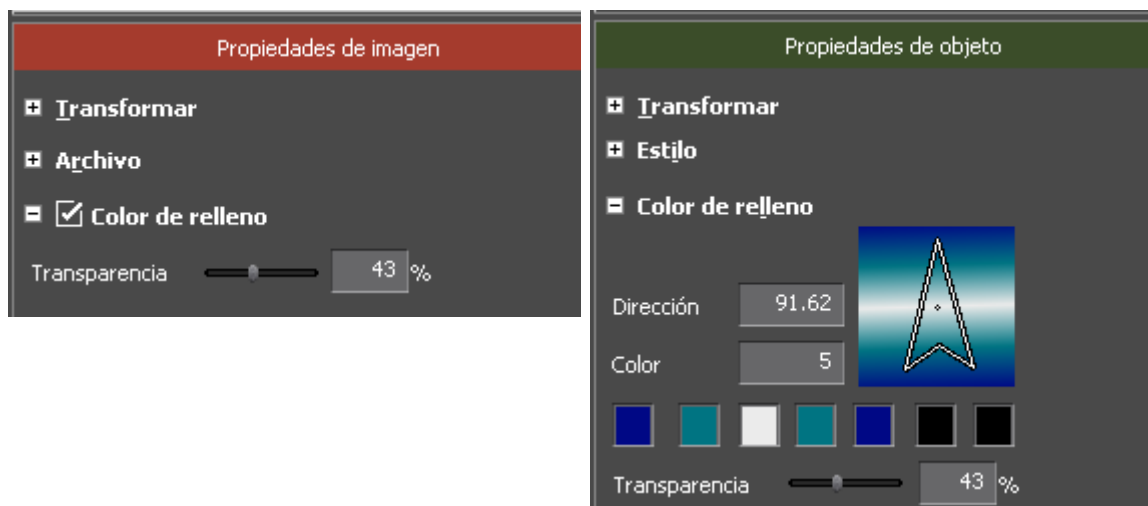 Propiedades de imagen
Transformar
Archivo
Color de relleno
Transparencia 43 %
Propiedades de objeto
Transformar
Estilo
Color de relleno
Dirección 91.62
Color 5
Transparencia 43 %